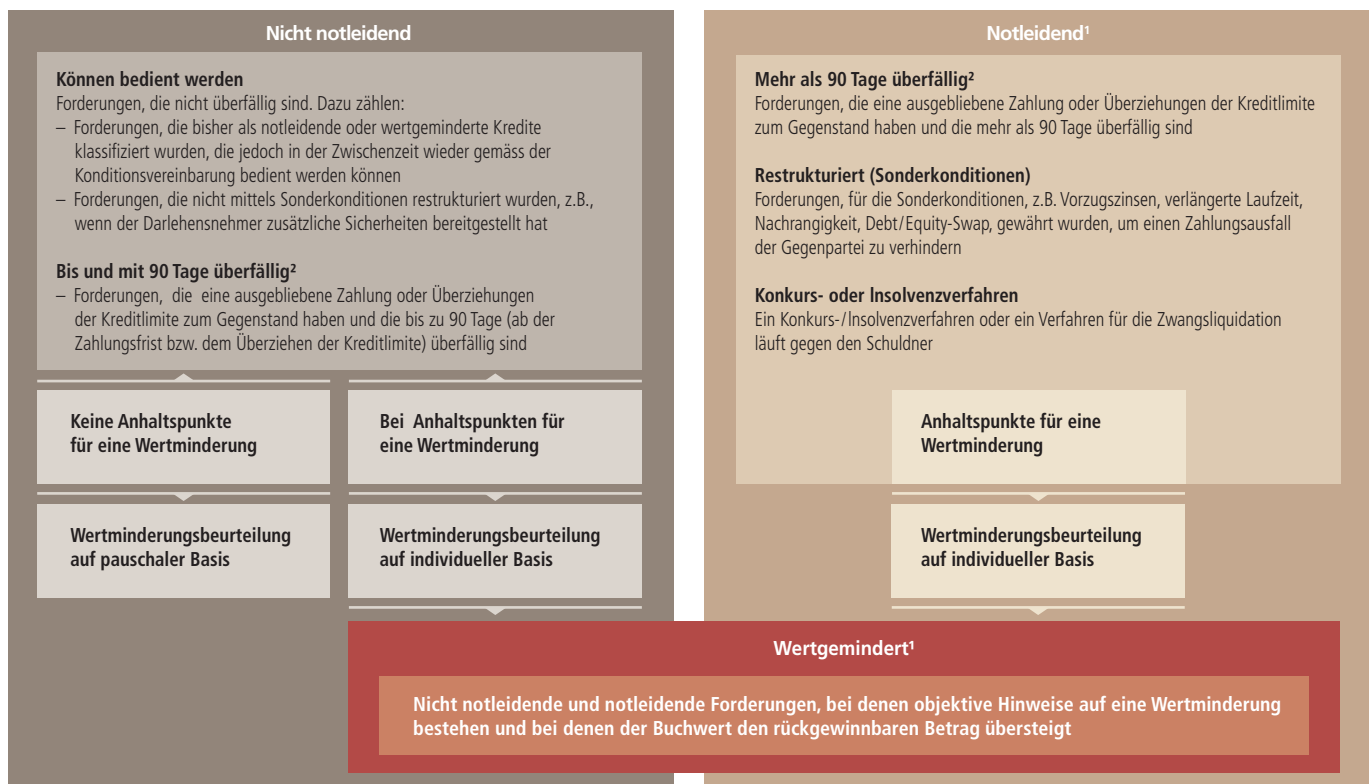 Nicht notleidend
Können bedient werden
Forderungen, die nicht überfällig sind. Dazu zählen:
– Forderungen, die bisher als notleidende oder wertgeminderte Kredite
klassifiziert wurden, die jedoch in der Zwischenzeit wieder gemäss der
Konditionsvereinbarung bedient werden können
– Forderungen, die nicht mittels Sonderkonditionen restrukturiert wurden, z.B.,
wenn der Darlehensnehmer zusätzliche Sicherheiten bereitgestellt hat
Bis und mit 90 Tage überfällig²
– Forderungen, die eine ausgebliebene Zahlung oder Überziehungen
der Kreditlimite zum Gegenstand haben und die bis zu 90 Tage (ab der
Zahlungsfrist bzw. dem Überziehen der Kreditlimite) überfällig sind
Keine Anhaltspunkte
für eine Wertminderung
Bei Anhaltspunkten für
eine Wertminderung
Wertminderungsbeurteilung
auf pauschaler Basis
Wertminderungsbeurteilung
auf individueller Basis
Notleidend¹
Mehr als 90 Tage überfällig²
Forderungen, die eine ausgebliebene Zahlung oder Überziehungen der Kreditlimite
zum Gegenstand haben und die mehr als 90 Tage überfällig sind
Restrukturiert (Sonderkonditionen)
Forderungen, für die Sonderkonditionen, z.B. Vorzugszinsen, verlängerte Laufzeit,
Nachrangigkeit, Debt/Equity-Swap, gewährt wurden, um einen Zahlungsausfall
der Gegenpartei zu verhindern
Konkurs- oder Insolvenzverfahren
Ein Konkurs-/Insolvenzverfahren oder ein Verfahren für die Zwangsliquidation
läuft gegen den Schuldner
Anhaltspunkte für eine
Wertminderung
Wertminderungsbeurteilung
auf individueller Basis
Wertgemindert¹
Nicht notleidende und notleidende Forderungen, bei denen objektive Hinweise auf eine Wertminderung
bestehen und bei denen der Buchwert den rückgewinnbaren Betrag übersteigt